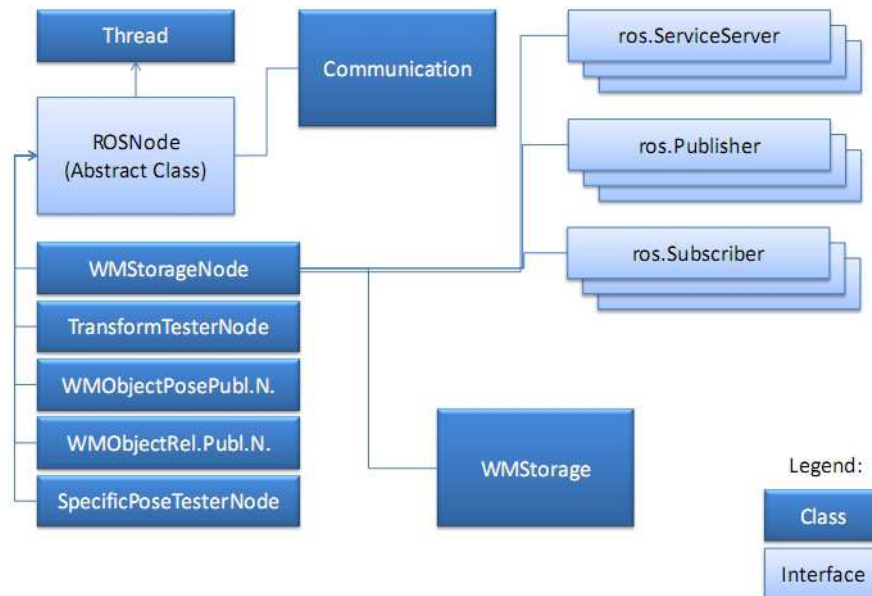 Thread
Communication
ros.ServiceServer
ROSNode
(Abstract Class)
ros.Publisher
ros.Subscriber
WMStorageNode
TransformTesterNode
WMObjectPosePubl.N.
WMObjectRel.Publ.N.
SpecificPoseTesterNode
WMStorage
Legend:
Class
Interface